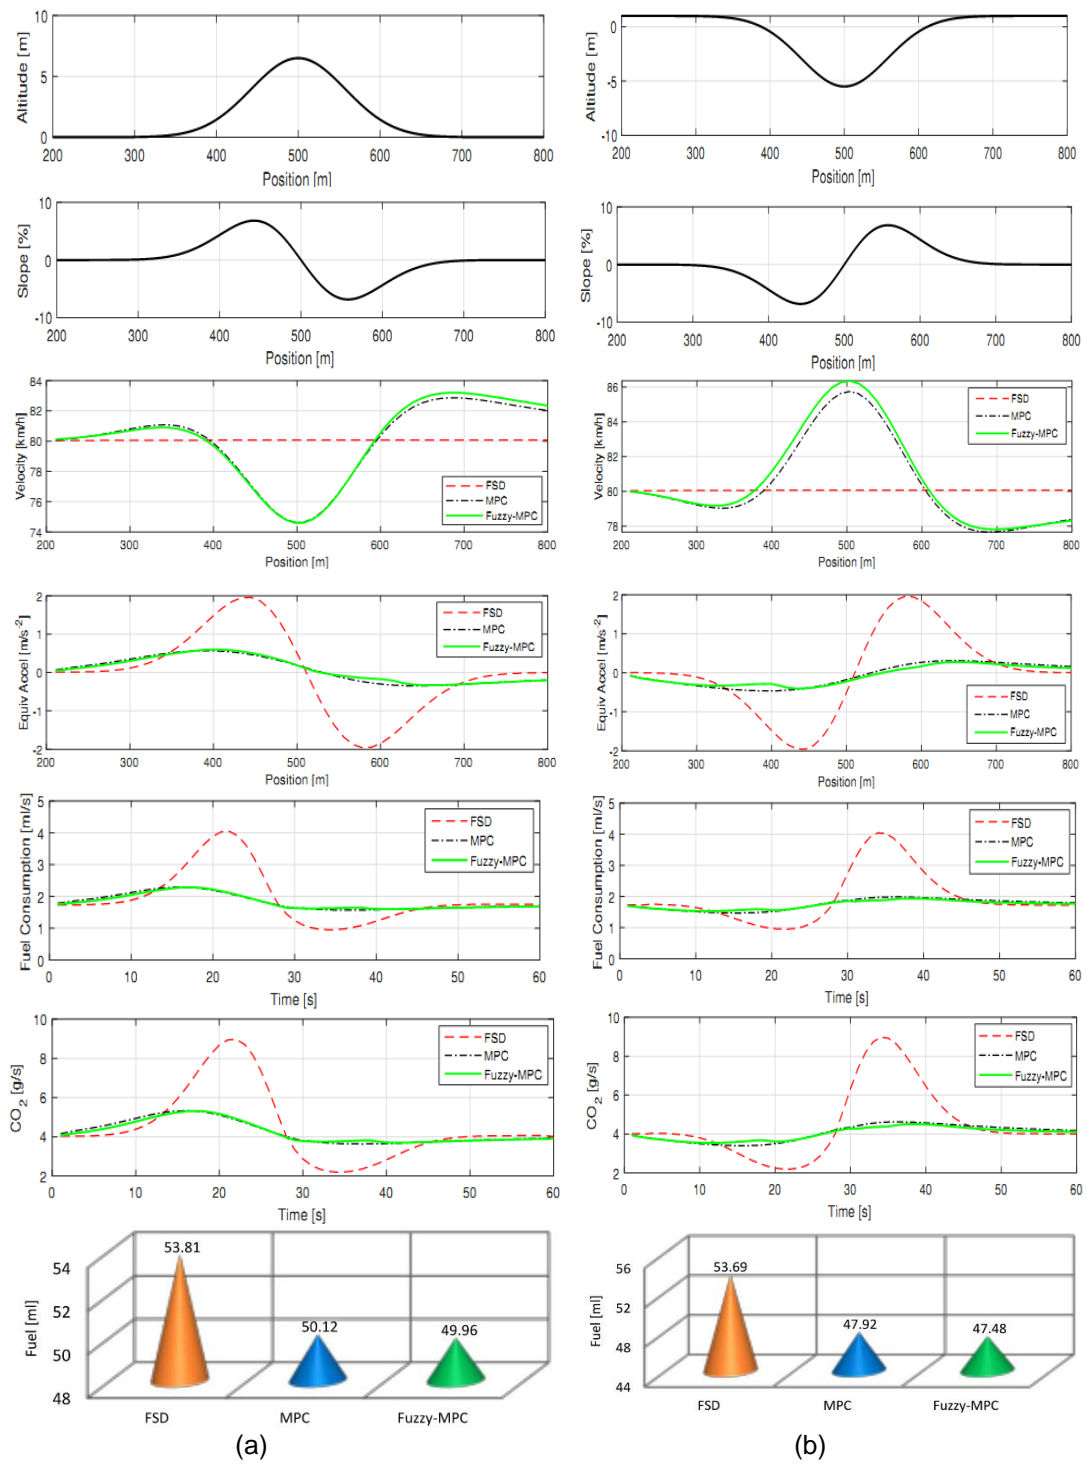 10
5
0
Altitude [m]
200 300 400 500 600 700 800
Position [m]
0
-5
-10
Altitude [m]
200 300 400 500 600 700 800
Position [m]
10
0
-10
Slope [%]
200 300 400 500 600 700 800
Position [m]
10
0
-10
Slope [%]
200 300 400 500 600 700 800
Position [m]
84
82
80
78
76
74
Velocity [km/h]
FSD
MPC
Fuzzy-MPC
200 300 400 500 600 700 800
Position [m]
86
84
82
80
78
Velocity [km/h]
FSD
MPC
Fuzzy-MPC
200 300 400 500 600 700 800
Position [m]
2
1
0
-1
-2
Equiv Accel [m/s-2]
FSD
MPC
Fuzzy-MPC
200 300 400 500 600 700 800
Position [m]
2
1
0
-1
-2
Equiv Accel [m/s-2]
FSD
MPC
Fuzzy-MPC
200 300 400 500 600 700 800
Position [m]
5
4
3
2
1
0
Fuel Consumption [ml/s]
FSD
MPC
Fuzzy-MPC
0 10 20 30 40 50 60
Time [s]
5
4
3
2
1
0
Fuel Consumption [ml/s]
FSD
MPC
Fuzzy-MPC
0 10 20 30 40 50 60
Time [s]
10
8
6
4
2
CO2 [g/s]
FSD
MPC
Fuzzy-MPC
0 10 20 30 40 50 60
Time [s]
10
8
6
4
2
CO2 [g/s]
FSD
MPC
Fuzzy-MPC
0 10 20 30 40 50 60
Time [s]
54
52
50
48
Fuel [ml]
53.81
50.12
49.96
FSD MPC Fuzzy-MPC
56
52
48
44
Fuel [ml]
53.69
47.92
47.48
FSD MPC Fuzzy-MPC
(a)
(b)